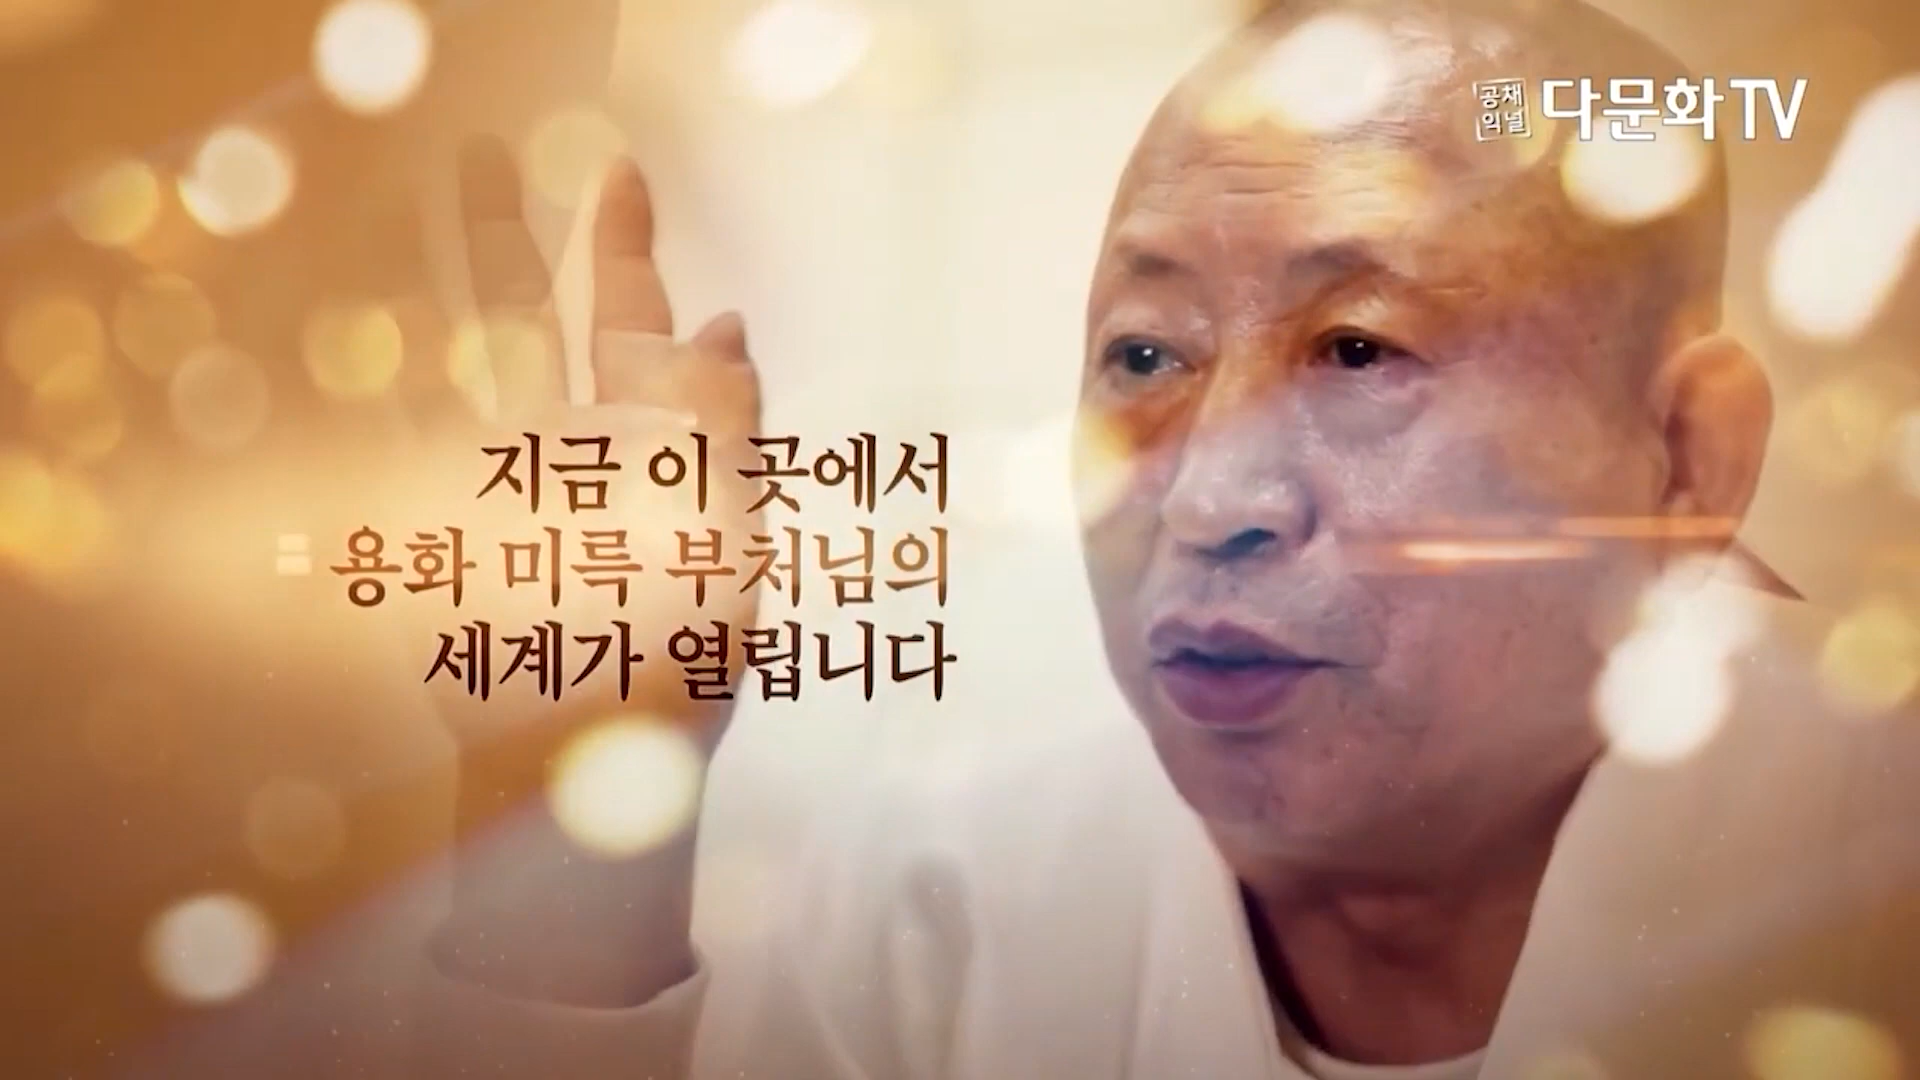 공채
익널
다문화TV
지금 이 곳에서
용화 미륵 부처님의
세계가 열립니다